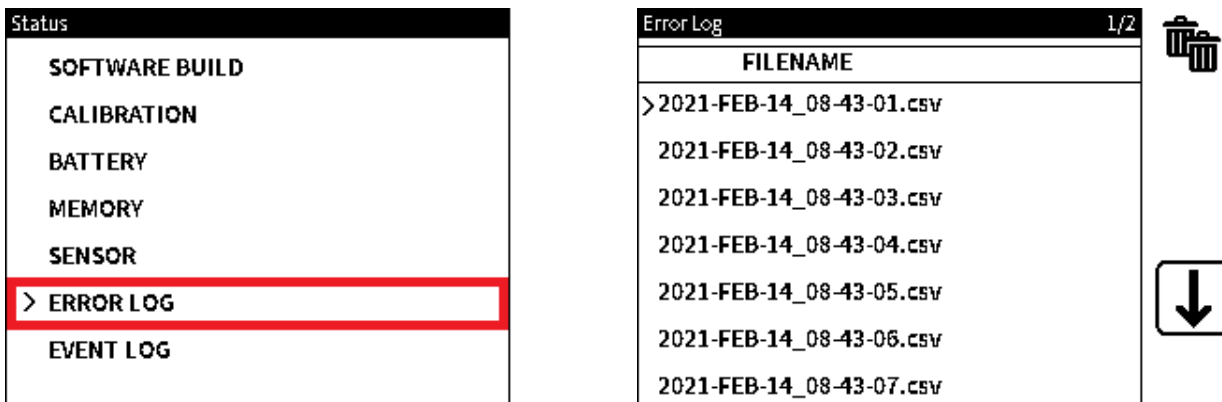 Status
SOFTWARE BUILD
CALIBRATION
BATTERY
MEMORY
SENSOR
> ERROR LOG
EVENT LOG
Error Log 1/2
FILENAME
>2021-FEB-14_08-43-01.csv
2021-FEB-14_08-43-02.csv
2021-FEB-14_08-43-03.csv
2021-FEB-14_08-43-04.csv
2021-FEB-14_08-43-05.csv
2021-FEB-14_08-43-06.csv
2021-FEB-14_08-43-07.csv